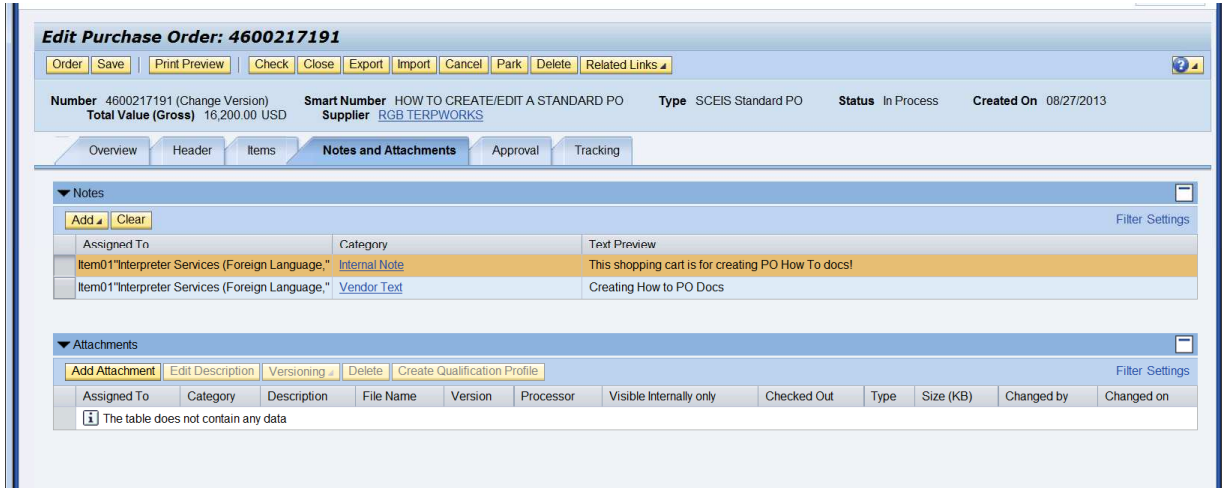 Edit Purchase Order: 4600217191
Order Save Print Preview Check Close Export Import Cancel Park Delete Related Links
Number 4600217191 (Change Version) Smart Number HOW TO CREATE/EDIT A STANDARD PO Type SCEIS Standard PO Status In Process Created On 08/27/2013
Total Value (Gross) 16,200.00 USD Supplier RGB TERPWORKS
Overview Header Items Notes and Attachments Approval Tracking
Notes
Add Clear Filter Settings
Assigned To Category Text Preview
Item01"Interpreter Services (Foreign Language," Internal Note This shopping cart is for creating PO How To docs!
Item01"Interpreter Services (Foreign Language," Vendor Text Creating How to PO Docs
Attachments
Add Attachment Edit Description Versioning Delete Create Qualification Profile Filter Settings
Assigned To Category Description File Name Version Processor Visible Internally only Checked Out Type Size (KB) Changed by Changed on
The table does not contain any data